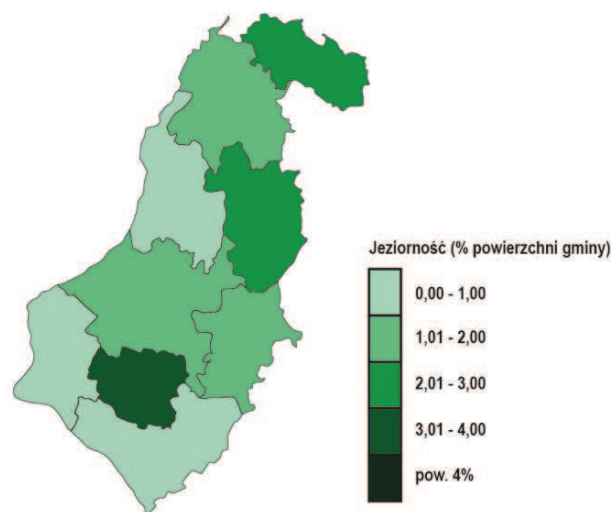 Jeziorność (% powierzchni gminy)
0,00 - 1,00
1,01 - 2,00
2,01 - 3,00
3,01 - 4,00
pow. 4%